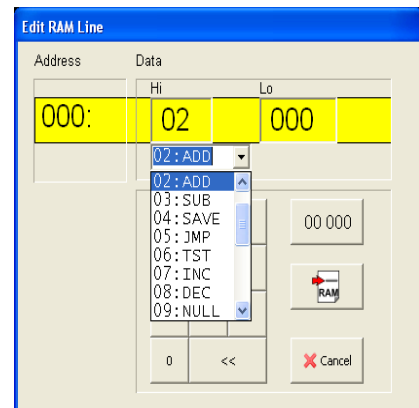 Edit RAM Line
Address Data
Hi Lo
000: 02 000
02:ADD
02:ADD
03:SUB
04:SAVE
05:JMP
06:TST
07:INC
08:DEC
09:NULL
00 000
RAM
0 <<
Cancel